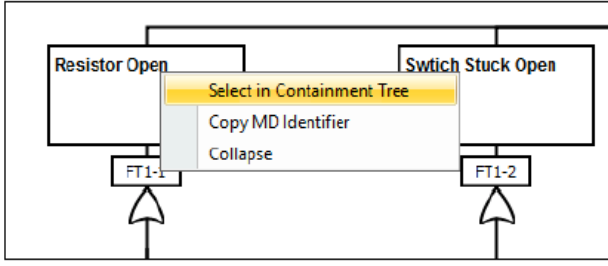 Resistor Open
Swtich Stuck Open
Select in Containment Tree
Copy MD Identifier
Collapse
FT1-1
FT1-2